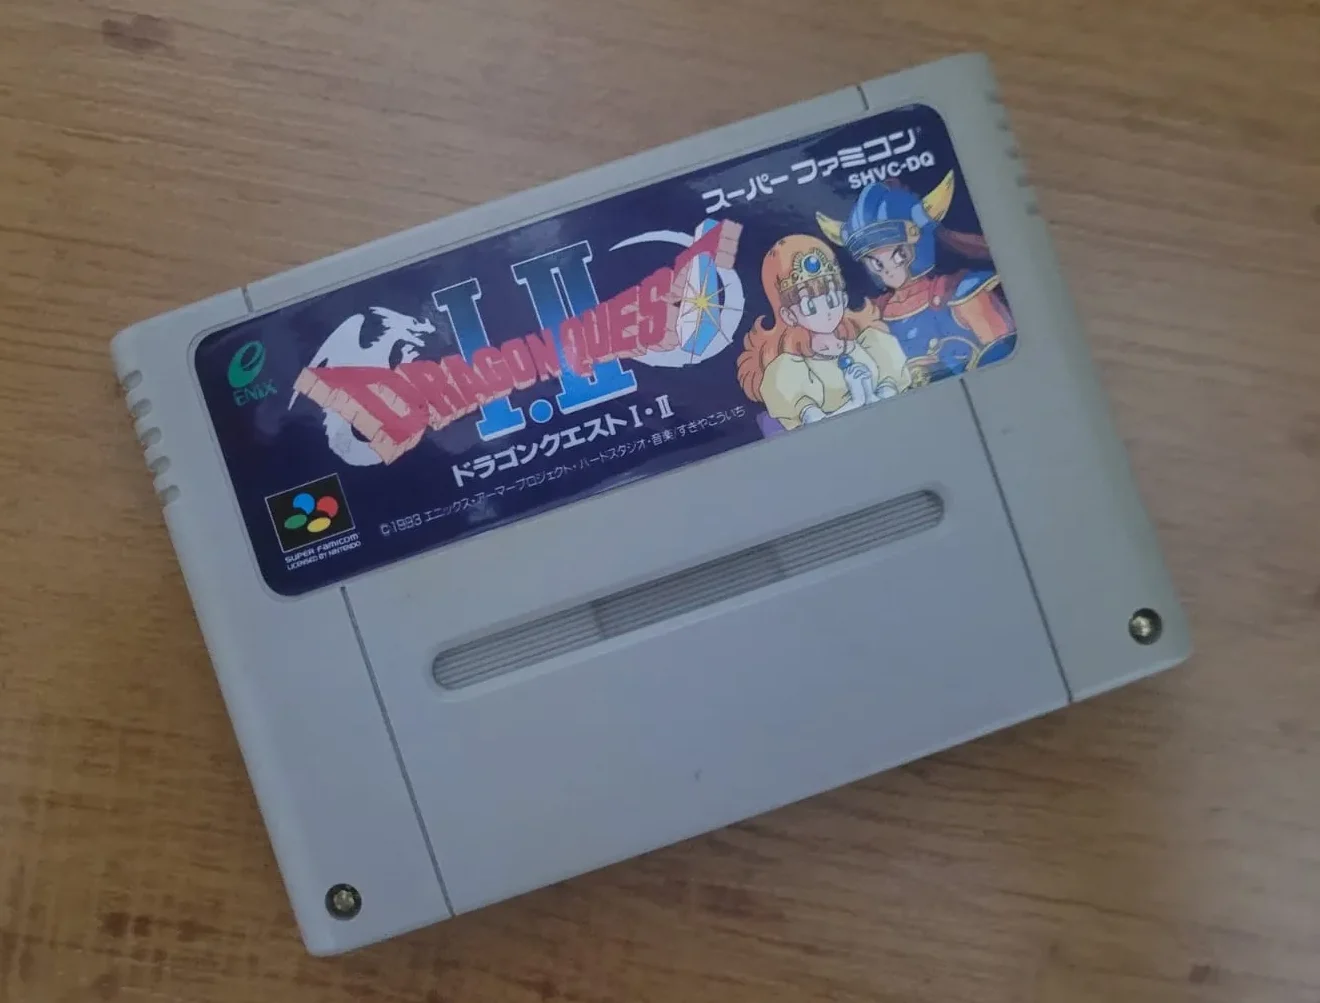 スーパーファミコン
SHVC-DQ
ENIX
I・II
DRAGON QUEST
ドラゴンクエストI・II
©1993 エニックス・アーマープロジェクト・バードスタジオ・音楽/すぎやまこういち
SUPER FAMICOM
LICENSED BY NINTENDO